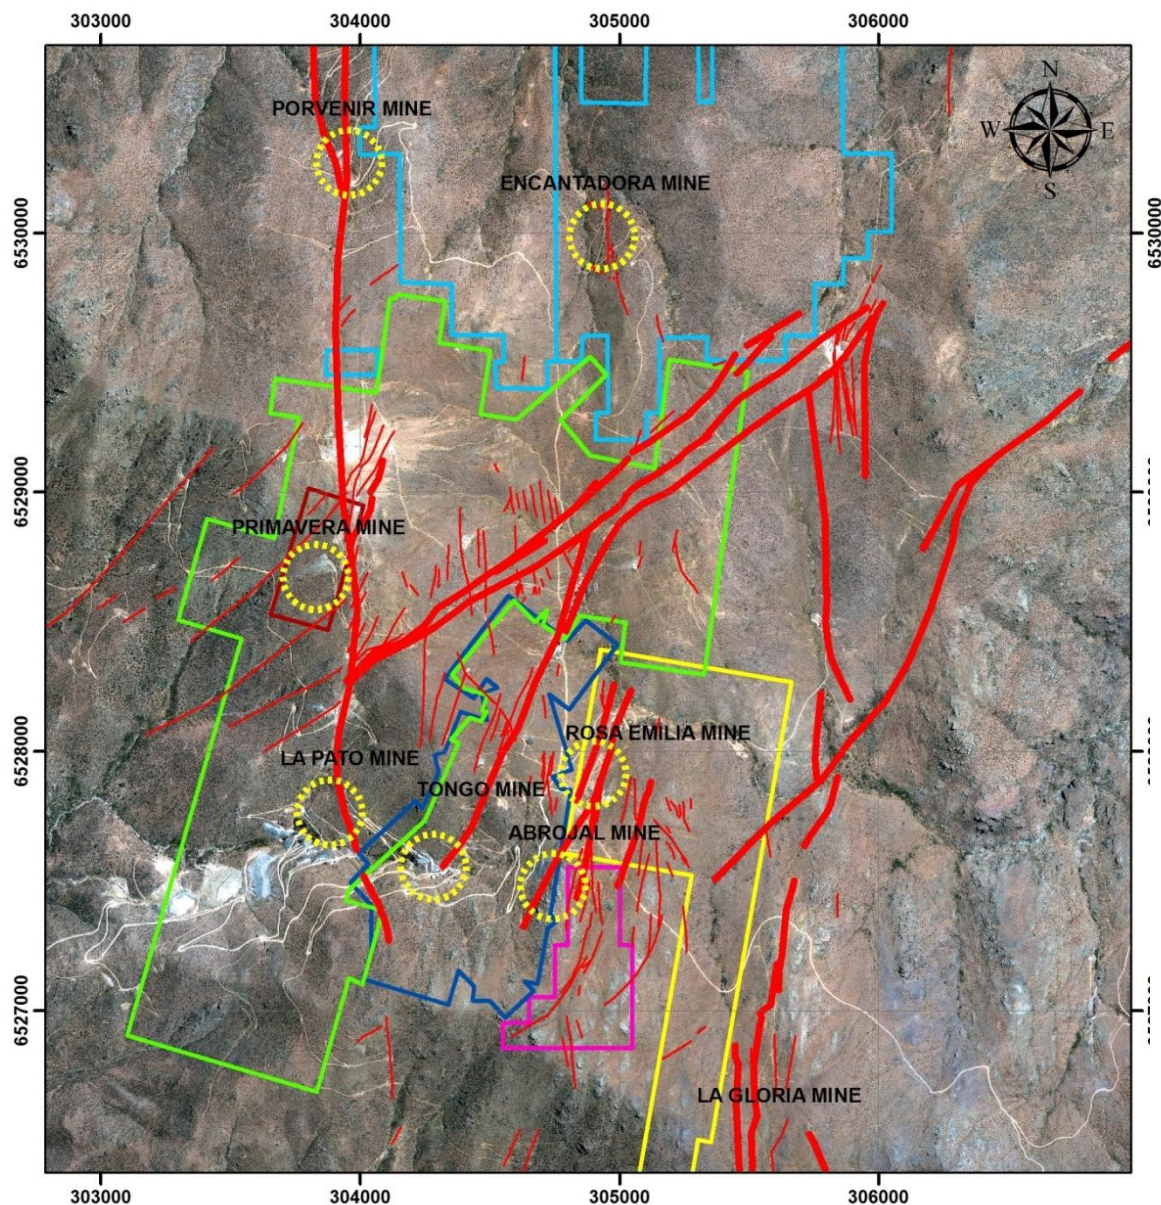 303000 304000 305000 306000
N
W E
S
PORVENIR MINE
ENCANTADORA MINE
6530000 6530000
6529000
PRIMAVERA MINE
6528000
ROSA EMILIA MINE
LA PATO MINE
TONGO MINE
ABROJAL MINE
6527000
LA GLORIA MINE
303000 304000 305000 306000